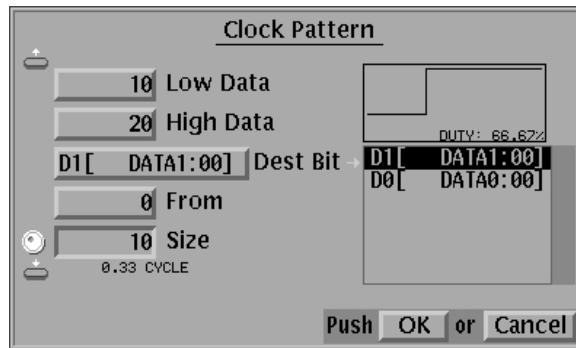 Clock Pattern
10 Low Data
20 High Data
DUTY: 66.67%
D1[ DATA1:00] Dest Bit
D1[ DATA1:00]
D0[ DATA0:00]
0 From
10 Size
0.33 CYCLE
Push OK or Cancel